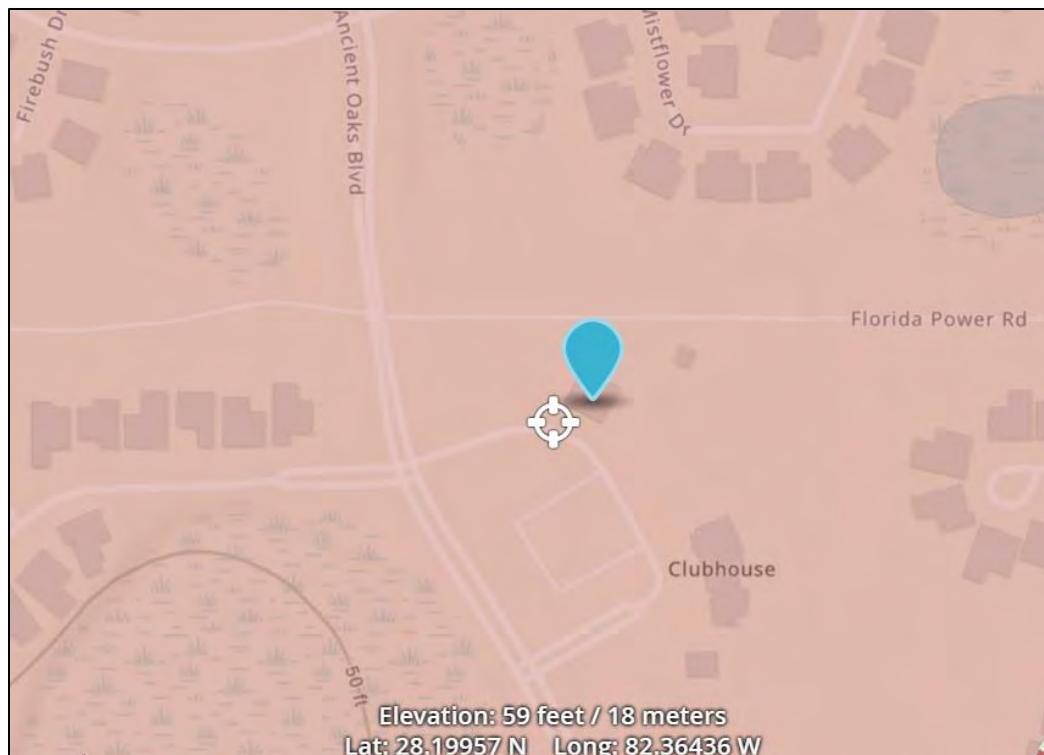 Firebush Dr
Ancient Oaks Blvd
Mistflower Dr
Florida Power Rd
Clubhouse
50-ft
Elevation: 59 feet / 18 meters
Lat: 28.19957 N Long: 82.36436 W